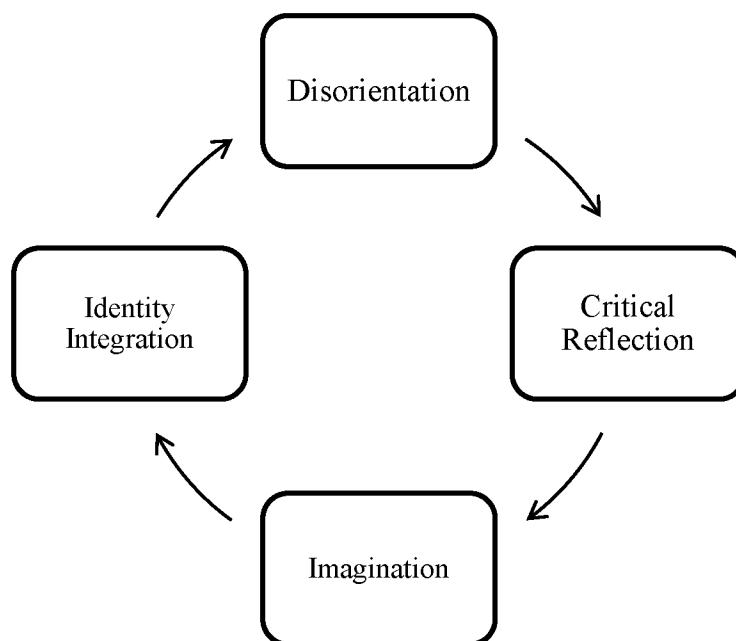 Disorientation
Critical
Reflection
Imagination
Identity
Integration